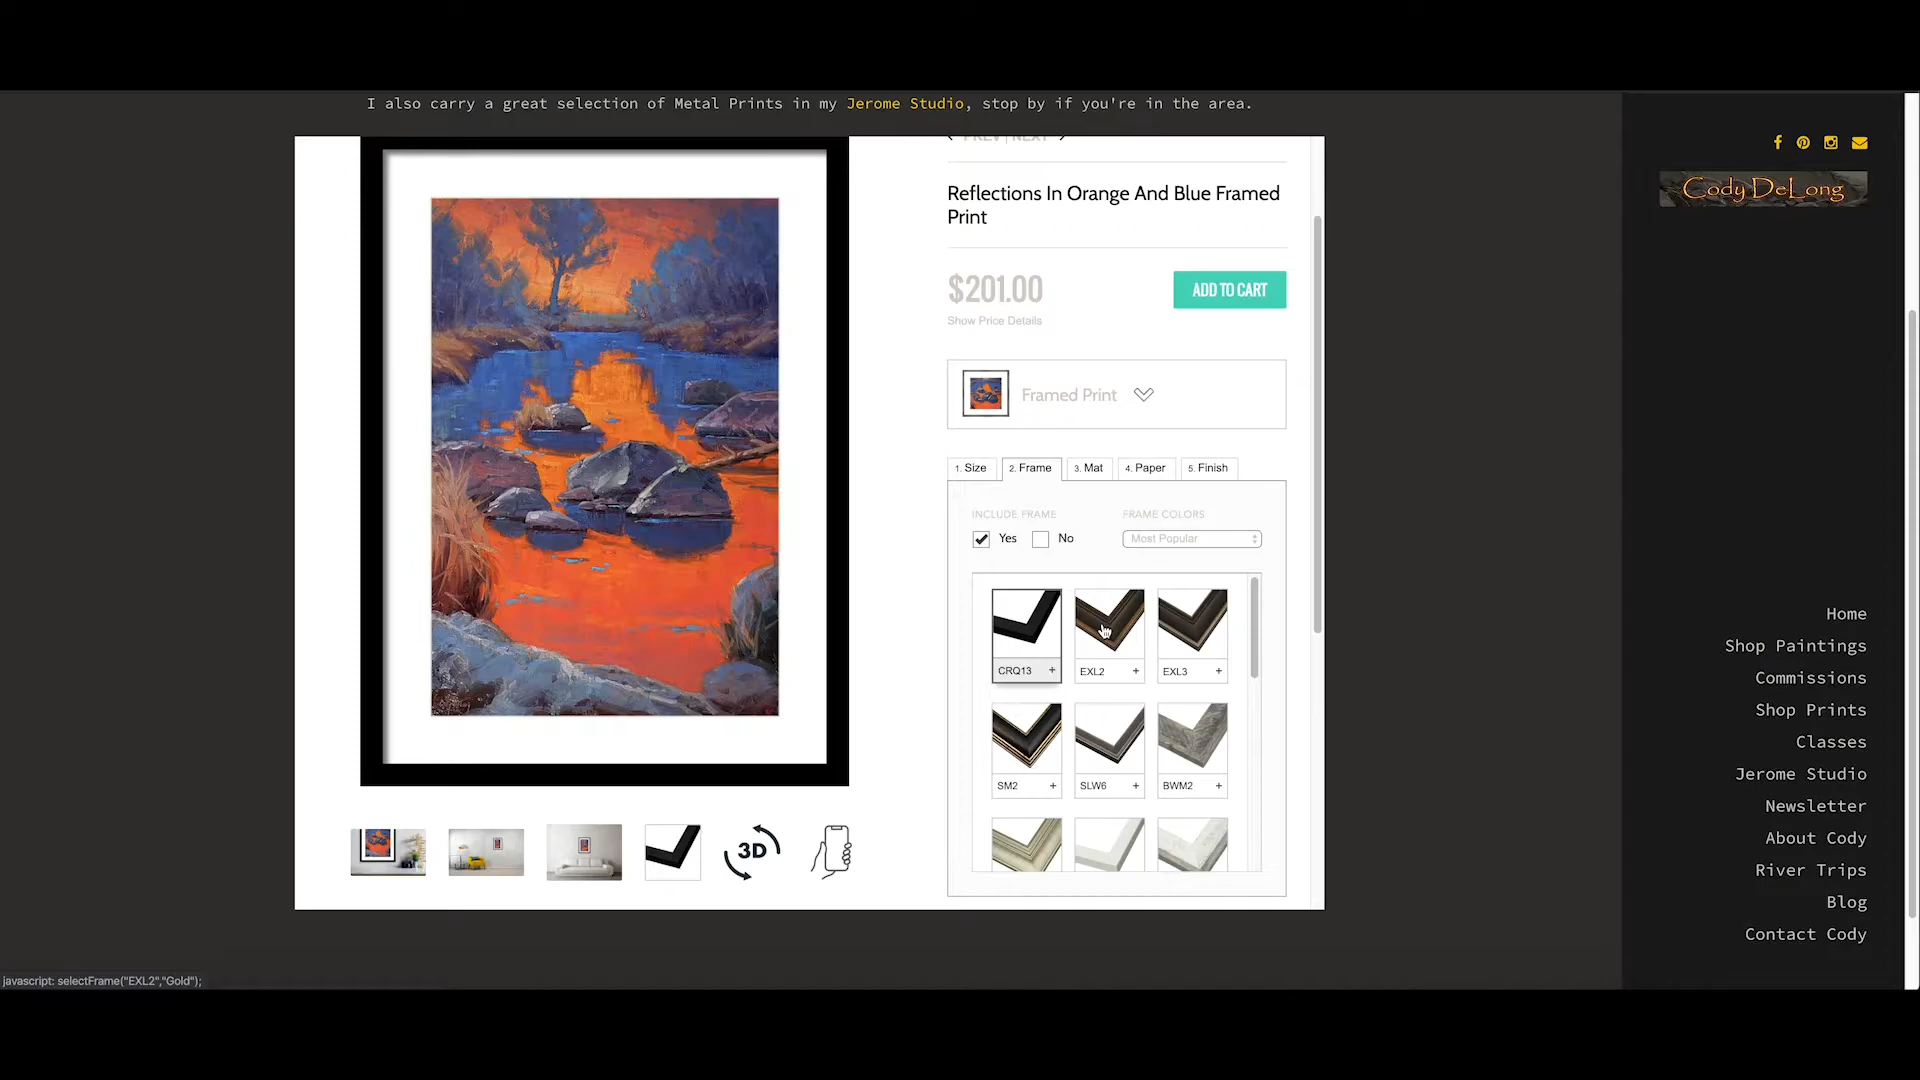 I also carry a great selection of Metal Prints in my Jerome Studio, stop by if you're in the area.
PREV | NEXT
Reflections In Orange And Blue Framed
Print
$201.00
ADD TO CART
Show Price Details
Framed Print
1. Size
2. Frame
3. Mat
4. Paper
5. Finish
INCLUDE FRAME
FRAME COLORS
Yes
No
Most Popular
CRQ13 +
EXL2 +
EXL3 +
SM2 +
SLW6 +
BWM2 +
3D
Cody DeLong
Home
Shop Paintings
Commissions
Shop Prints
Classes
Jerome Studio
Newsletter
About Cody
River Trips
Blog
Contact Cody
javascript: selectFrame("EXL2","Gold");